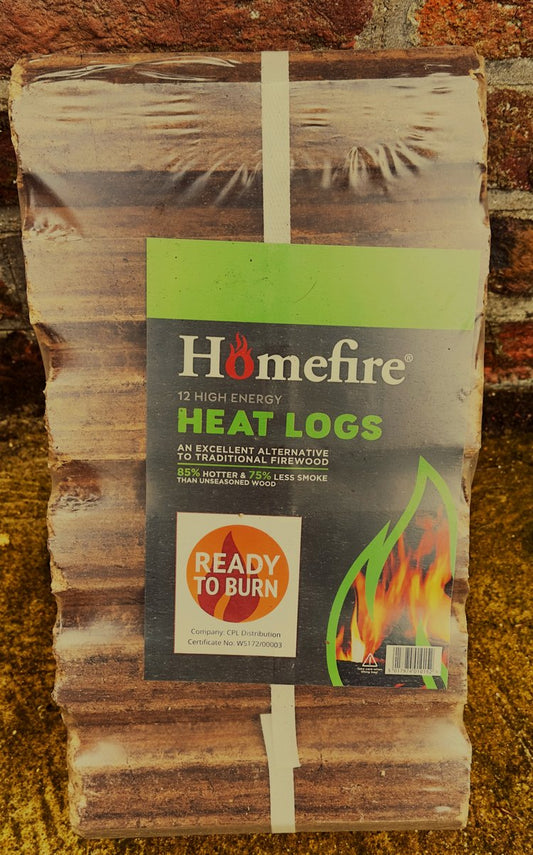 Homefire®
12 HIGH ENERGY
HEAT LOGS
AN EXCELLENT ALTERNATIVE
TO TRADITIONAL FIREWOOD
85% HOTTER & 75% LESS SMOKE
THAN UNSEASONED WOOD
READY
TO BURN
Company: CPL Distribution
Certificate No: WS172/00003